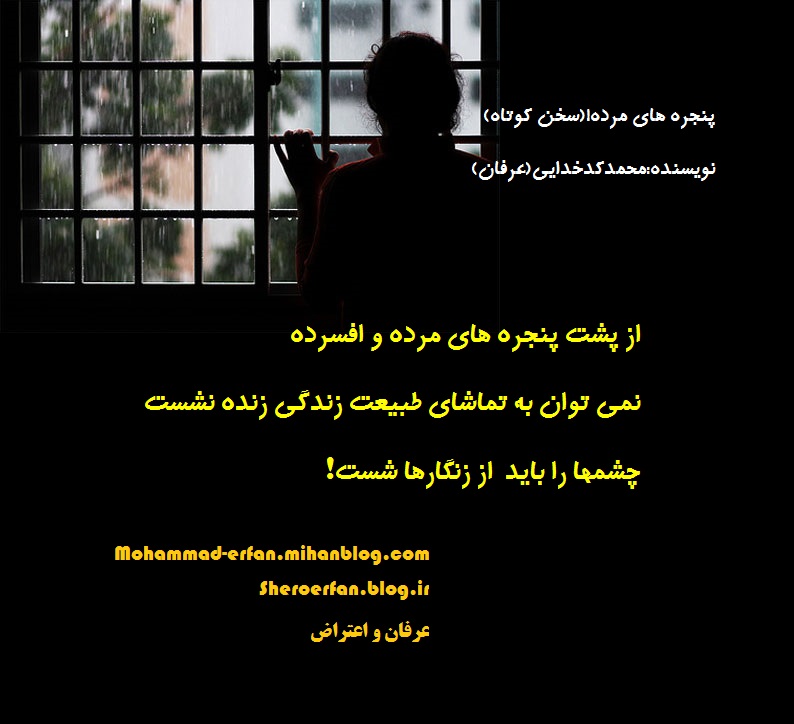 پنجره های مرده!(سخن کوتاه)
نویسنده:محمدکدخدایی(عرفان)
از پشت پنجره های مرده و افسرده
نمی توان به تماشای طبیعت زندگی زنده نشست
چشمها را باید از زنگارها شست!
Mohammad-erfan.mihanblog.com
Sheroerfan.blog.ir
عرفان و اعتراض